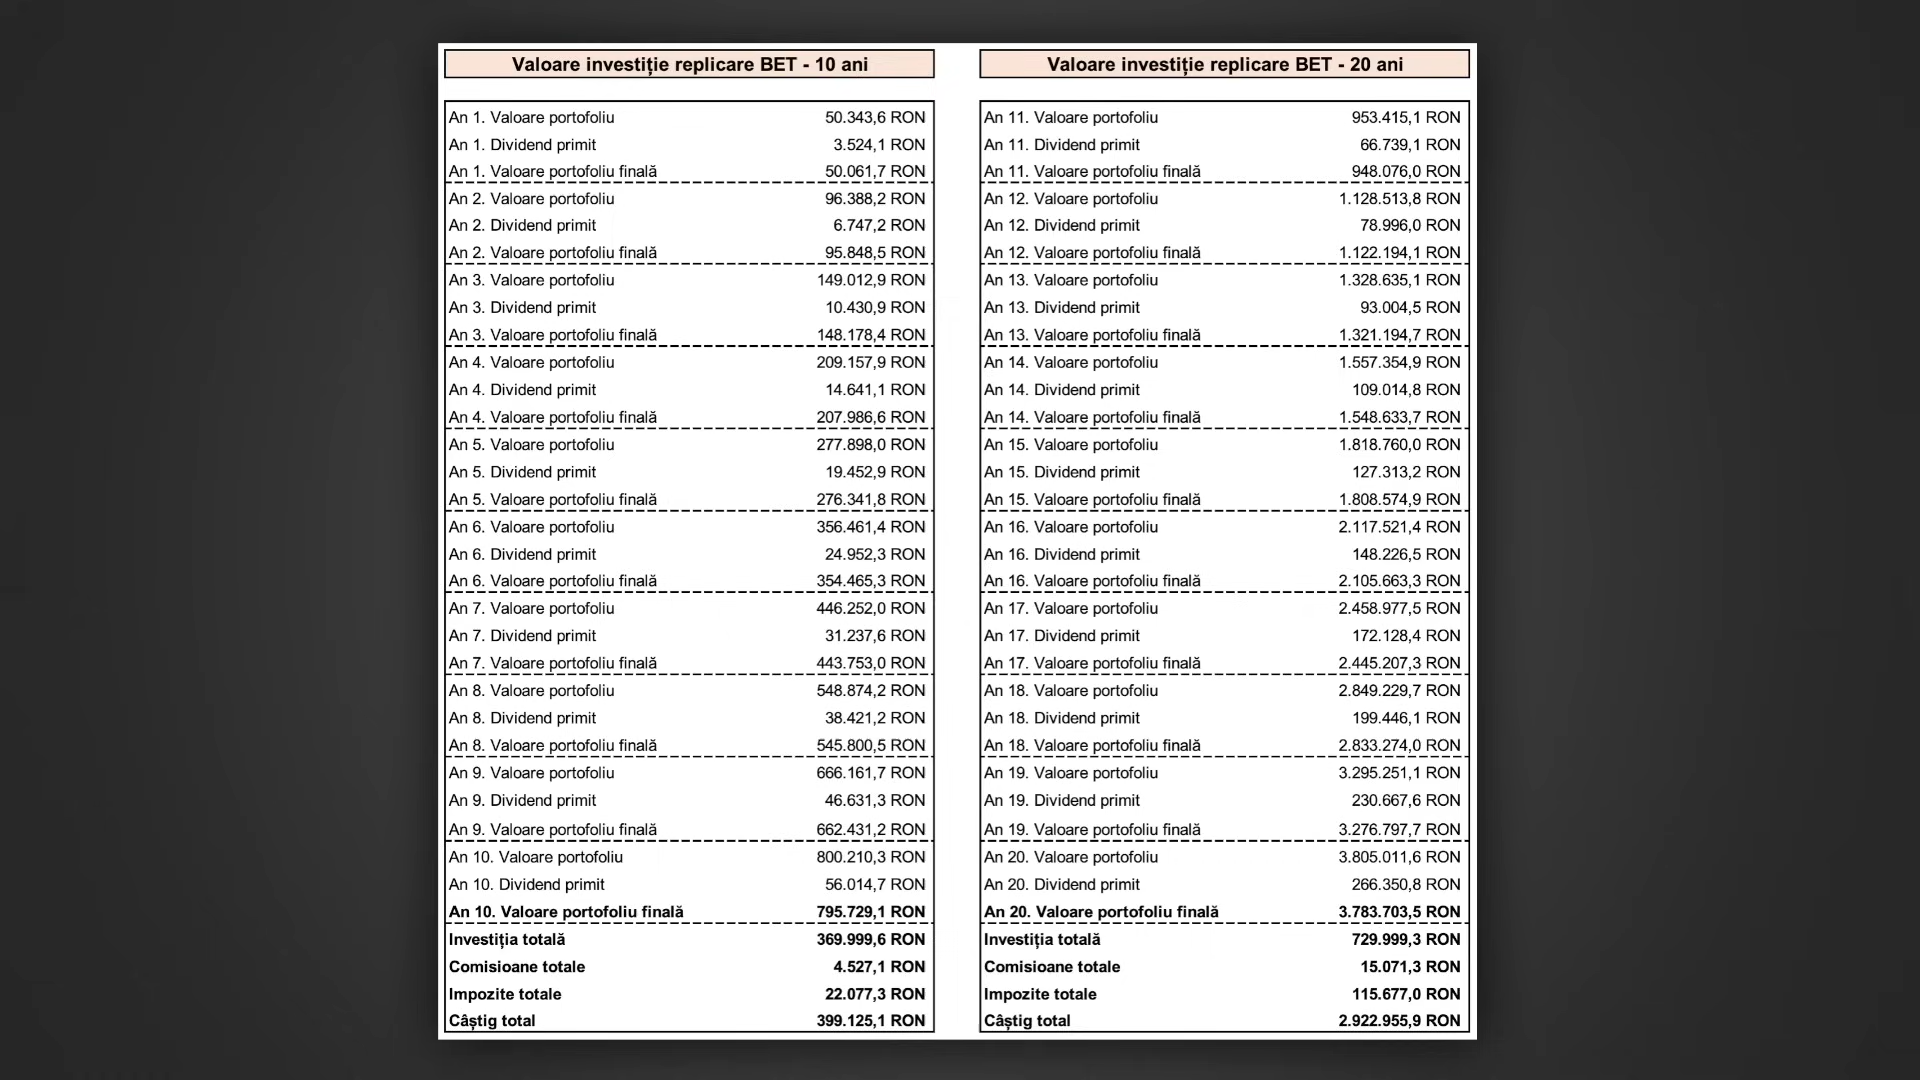 Valoare investiție replicare BET - 10 ani
An 1. Valoare portofoliu 50.343,6 RON
An 1. Dividend primit 3.524,1 RON
An 1. Valoare portofoliu finală 50.061,7 RON
An 2. Valoare portofoliu 96.388,2 RON
An 2. Dividend primit 6.747,2 RON
An 2. Valoare portofoliu finală 95.848,5 RON
An 3. Valoare portofoliu 149.012,9 RON
An 3. Dividend primit 10.430,9 RON
An 3. Valoare portofoliu finală 148.178,4 RON
An 4. Valoare portofoliu 209.157,9 RON
An 4. Dividend primit 14.641,1 RON
An 4. Valoare portofoliu finală 207.986,6 RON
An 5. Valoare portofoliu 277.898,0 RON
An 5. Dividend primit 19.452,9 RON
An 5. Valoare portofoliu finală 276.341,8 RON
An 6. Valoare portofoliu 356.461,4 RON
An 6. Dividend primit 24.952,3 RON
An 6. Valoare portofoliu finală 354.465,3 RON
An 7. Valoare portofoliu 446.252,0 RON
An 7. Dividend primit 31.237,6 RON
An 7. Valoare portofoliu finală 443.753,0 RON
An 8. Valoare portofoliu 548.874,2 RON
An 8. Dividend primit 38.421,2 RON
An 8. Valoare portofoliu finală 545.800,5 RON
An 9. Valoare portofoliu 666.161,7 RON
An 9. Dividend primit 46.631,3 RON
An 9. Valoare portofoliu finală 662.431,2 RON
An 10. Valoare portofoliu 800.210,3 RON
An 10. Dividend primit 56.014,7 RON
An 10. Valoare portofoliu finală 795.729,1 RON
Investiția totală 369.999,6 RON
Comisioane totale 4.527,1 RON
Impozite totale 22.077,3 RON
Câștig total 399.125,1 RON
Valoare investiție replicare BET - 20 ani
An 11. Valoare portofoliu 953.415,1 RON
An 11. Dividend primit 66.739,1 RON
An 11. Valoare portofoliu finală 948.076,0 RON
An 12. Valoare portofoliu 1.128.513,8 RON
An 12. Dividend primit 78.996,0 RON
An 12. Valoare portofoliu finală 1.122.194,1 RON
An 13. Valoare portofoliu 1.328.635,1 RON
An 13. Dividend primit 93.004,5 RON
An 13. Valoare portofoliu finală 1.321.194,7 RON
An 14. Valoare portofoliu 1.557.354,9 RON
An 14. Dividend primit 109.014,8 RON
An 14. Valoare portofoliu finală 1.548.633,7 RON
An 15. Valoare portofoliu 1.818.760,0 RON
An 15. Dividend primit 127.313,2 RON
An 15. Valoare portofoliu finală 1.808.574,9 RON
An 16. Valoare portofoliu 2.117.521,4 RON
An 16. Dividend primit 148.226,5 RON
An 16. Valoare portofoliu finală 2.105.663,3 RON
An 17. Valoare portofoliu 2.458.977,5 RON
An 17. Dividend primit 172.128,4 RON
An 17. Valoare portofoliu finală 2.445.207,3 RON
An 18. Valoare portofoliu 2.849.229,7 RON
An 18. Dividend primit 199.446,1 RON
An 18. Valoare portofoliu finală 2.833.274,0 RON
An 19. Valoare portofoliu 3.295.251,1 RON
An 19. Dividend primit 230.667,6 RON
An 19. Valoare portofoliu finală 3.276.797,7 RON
An 20. Valoare portofoliu 3.805.011,6 RON
An 20. Dividend primit 266.350,8 RON
An 20. Valoare portofoliu finală 3.783.703,5 RON
Investiția totală 729.999,3 RON
Comisioane totale 15.071,3 RON
Impozite totale 115.677,0 RON
Câștig total 2.922.955,9 RON